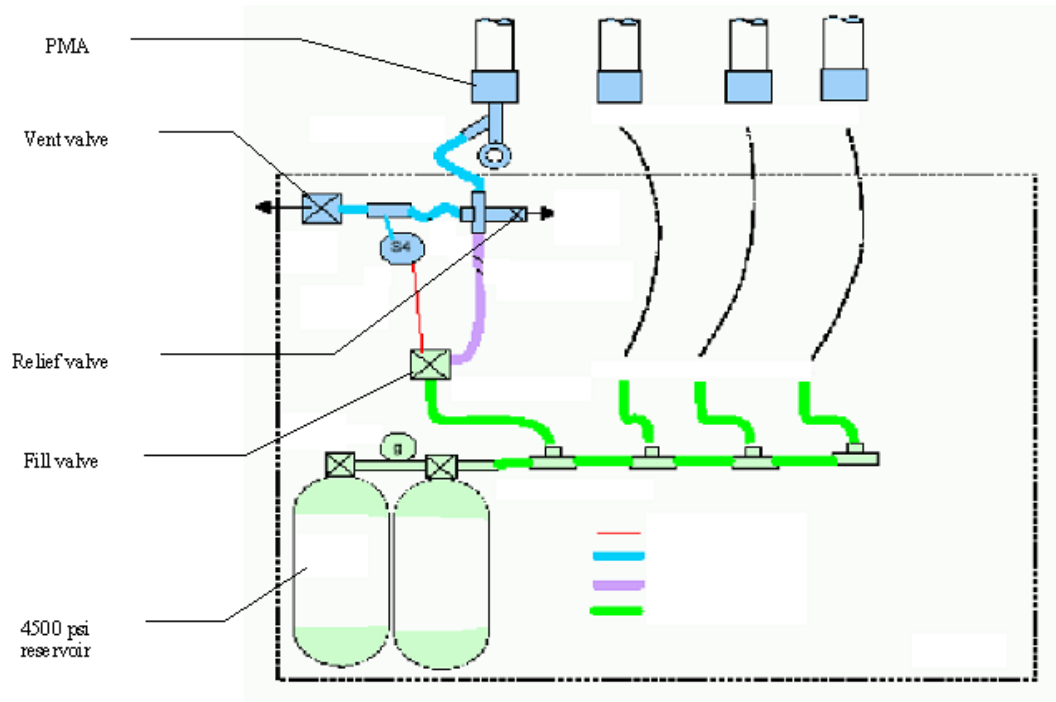 PMA
Vent valve
S4
Relief valve
Fill valve
g
4500 psi
reservoir